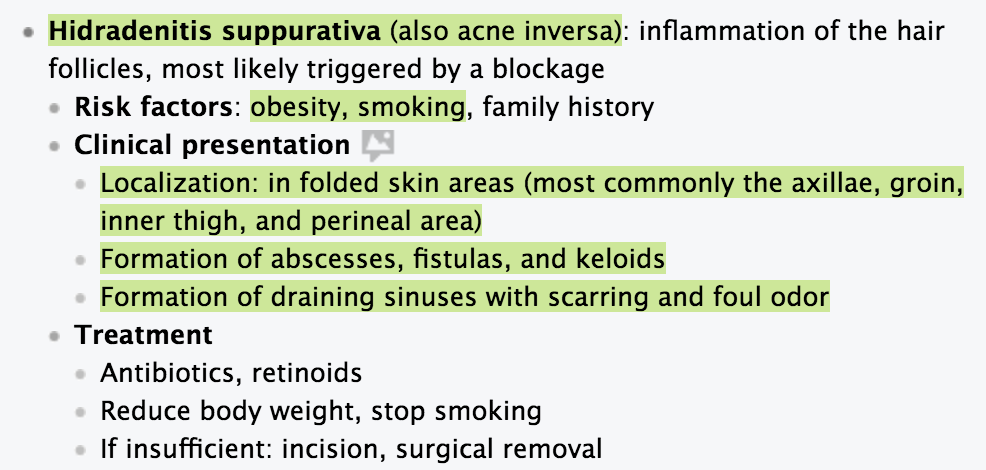 Hidradenitis suppurativa (also acne inversa): inflammation of the hair
follicles, most likely triggered by a blockage
Risk factors: obesity, smoking, family history
Clinical presentation
Localization: in folded skin areas (most commonly the axillae, groin,
inner thigh, and perineal area)
Formation of abscesses, fistulas, and keloids
Formation of draining sinuses with scarring and foul odor
Treatment
Antibiotics, retinoids
Reduce body weight, stop smoking
If insufficient: incision, surgical removal